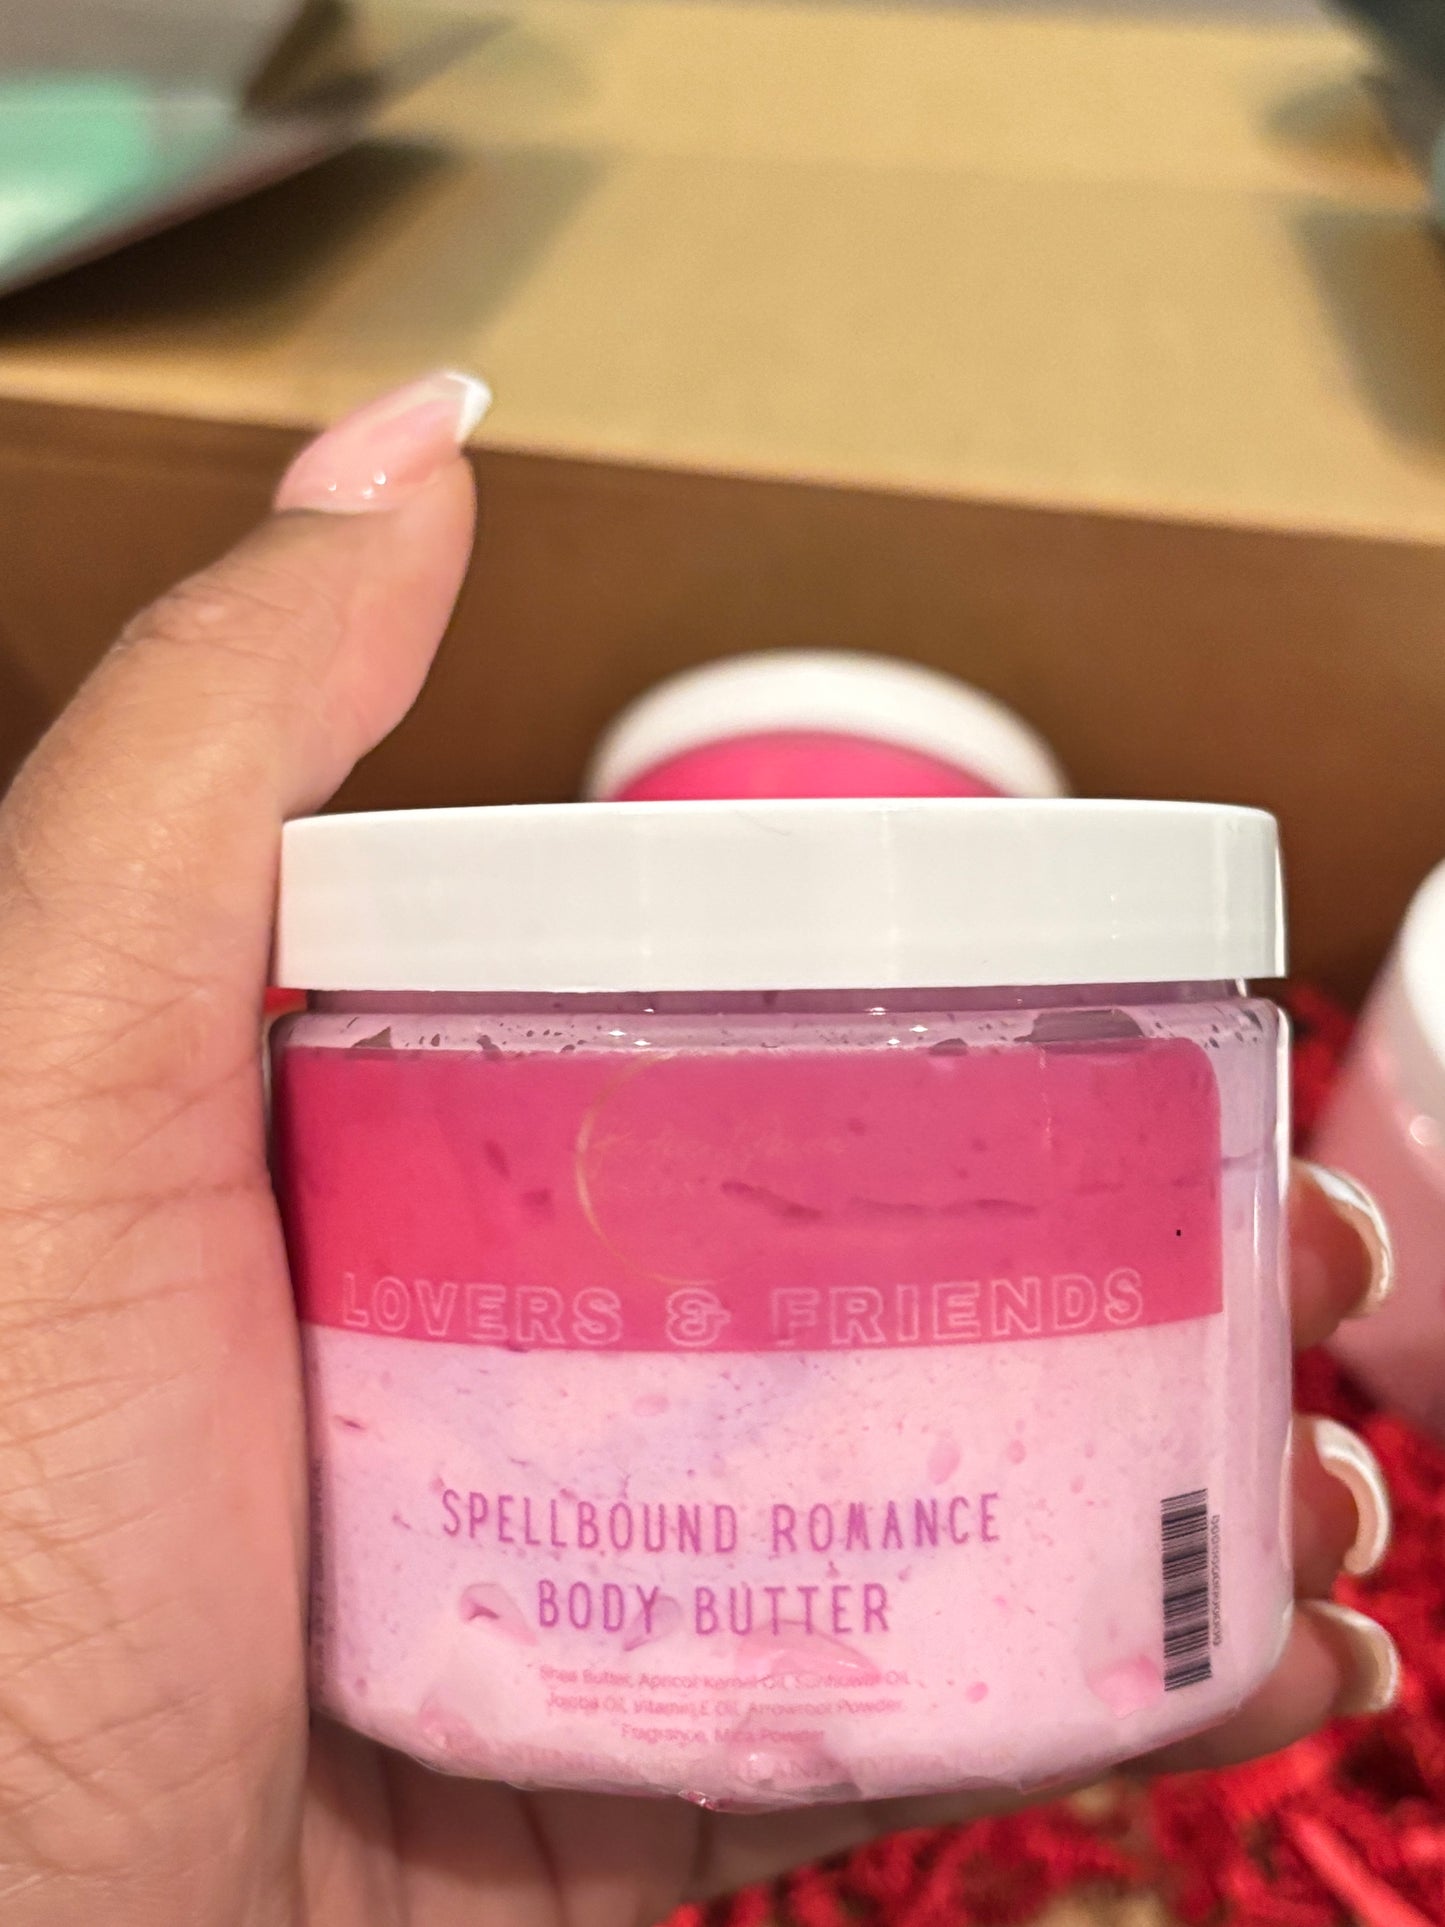 LOVERS & FRIENDS
SPELLBOUND ROMANCE
BODY BUTTER
Shea Butter, Apricot Kernel Oil, Sunflower Oil,
Jojoba Oil, Vitamin E Oil, Arrowroot Powder,
Fragrance, Mica Powder